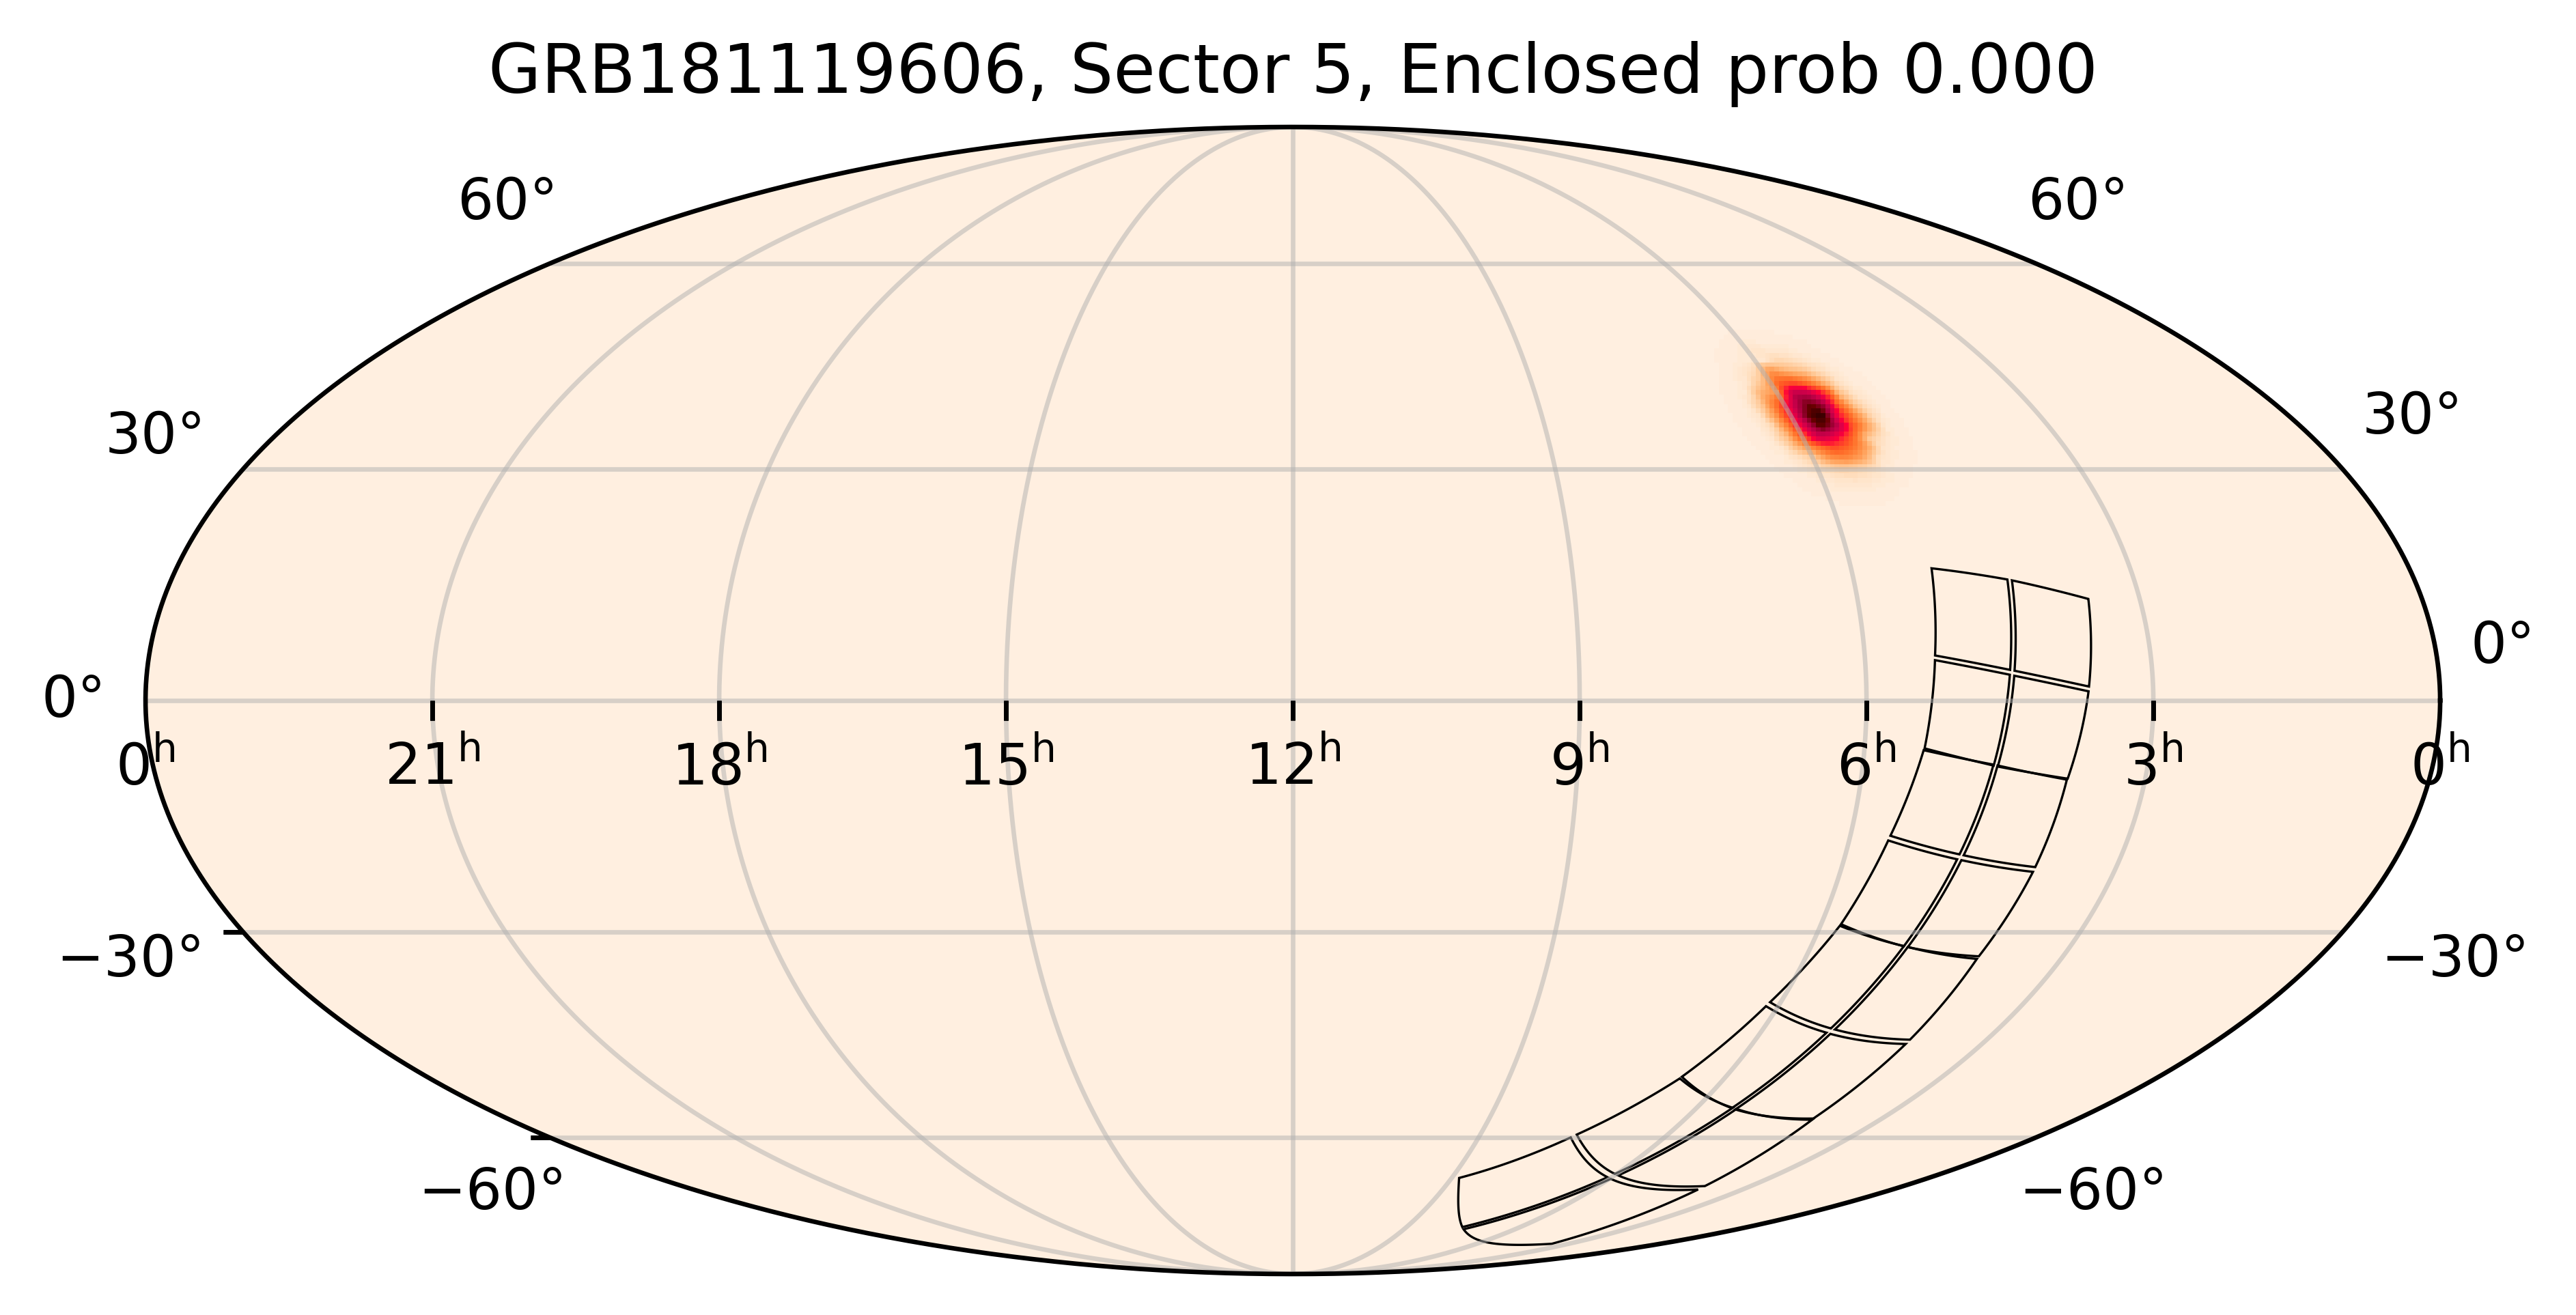 GRB181119606, Sector 5, Enclosed prob 0.000
60° 60°
30° 30°
0° 0°
0ʰ 21ʰ 18ʰ 15ʰ 12ʰ 9ʰ 6ʰ 3ʰ 0ʰ
−30° −30°
−60° −60°